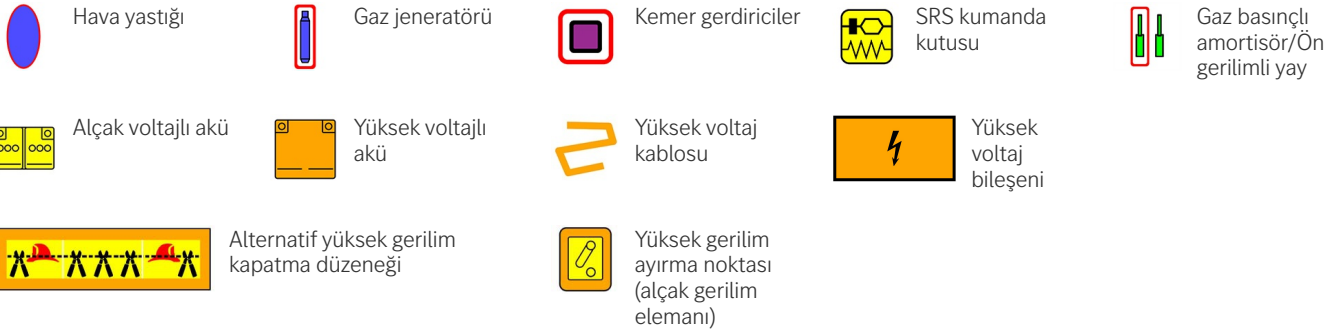 Hava yastığı
Gaz jeneratörü
Kemer gerdiriciler
SRS kumanda
kutusu
Gaz basınçlı
amortisör/Ön
gerilimli yay
Alçak voltajlı akü
Yüksek voltajlı
akü
Yüksek voltaj
kablosu
Yüksek
voltaj
bileşeni
Alternatif yüksek gerilim
kapatma düzeneği
Yüksek gerilim
ayırma noktası
(alçak gerilim
elemanı)